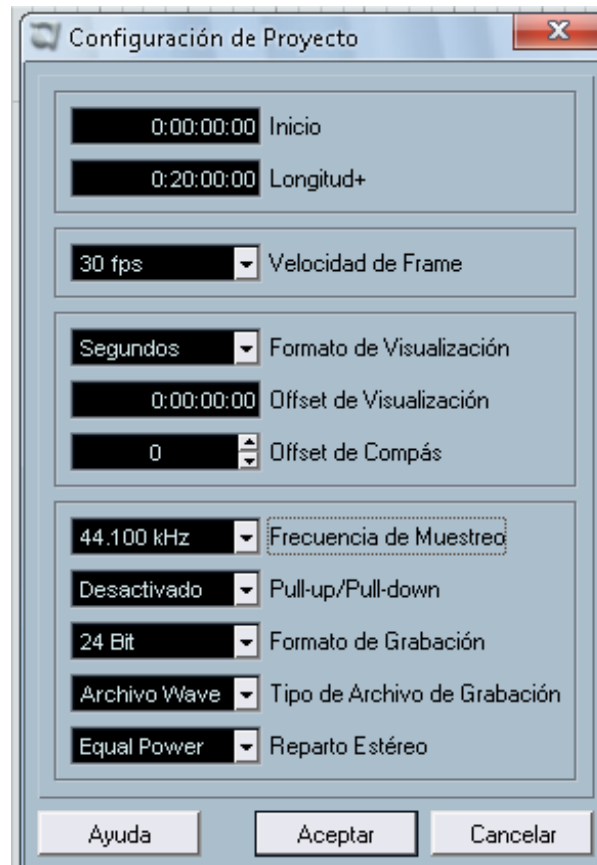 Configuración de Proyecto
0:00:00:00 Inicio
0:20:00:00 Longitud+
30 fps Velocidad de Frame
Segundos Formato de Visualización
0:00:00:00 Offset de Visualización
0 Offset de Compás
44.100 kHz Frecuencia de Muestreo
Desactivado Pull-up/Pull-down
24 Bit Formato de Grabación
Archivo Wave Tipo de Archivo de Grabación
Equal Power Reparto Estéreo
Ayuda Aceptar Cancelar